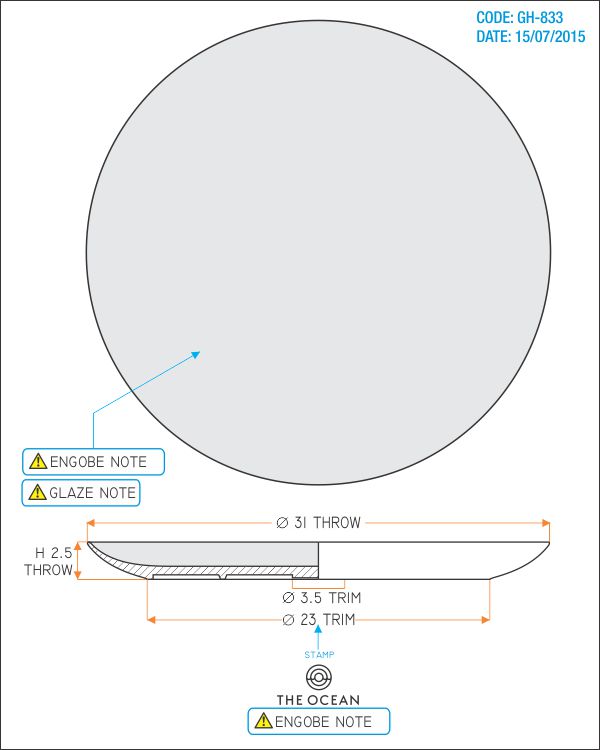 CODE: GH-833
DATE: 15/07/2015
ENGOBE NOTE
GLAZE NOTE
Ø 31 THROW
H 2.5
THROW
Ø 3.5 TRIM
Ø 23 TRIM
STAMP
THE OCEAN
ENGOBE NOTE